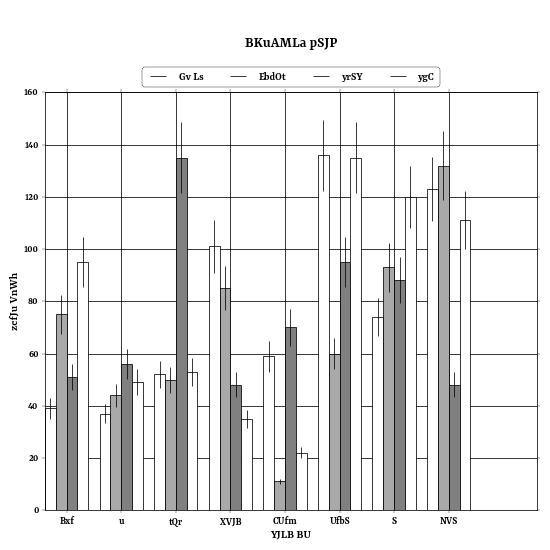 BKuAMLa pSJP
Gv Ls EbdOt yrSY ygC
160
140
120
100
80
60
40
20
0
zcfJu VnWh
Bxf u tQr XVJB CUfm UfbS S NVS
YJLB BU